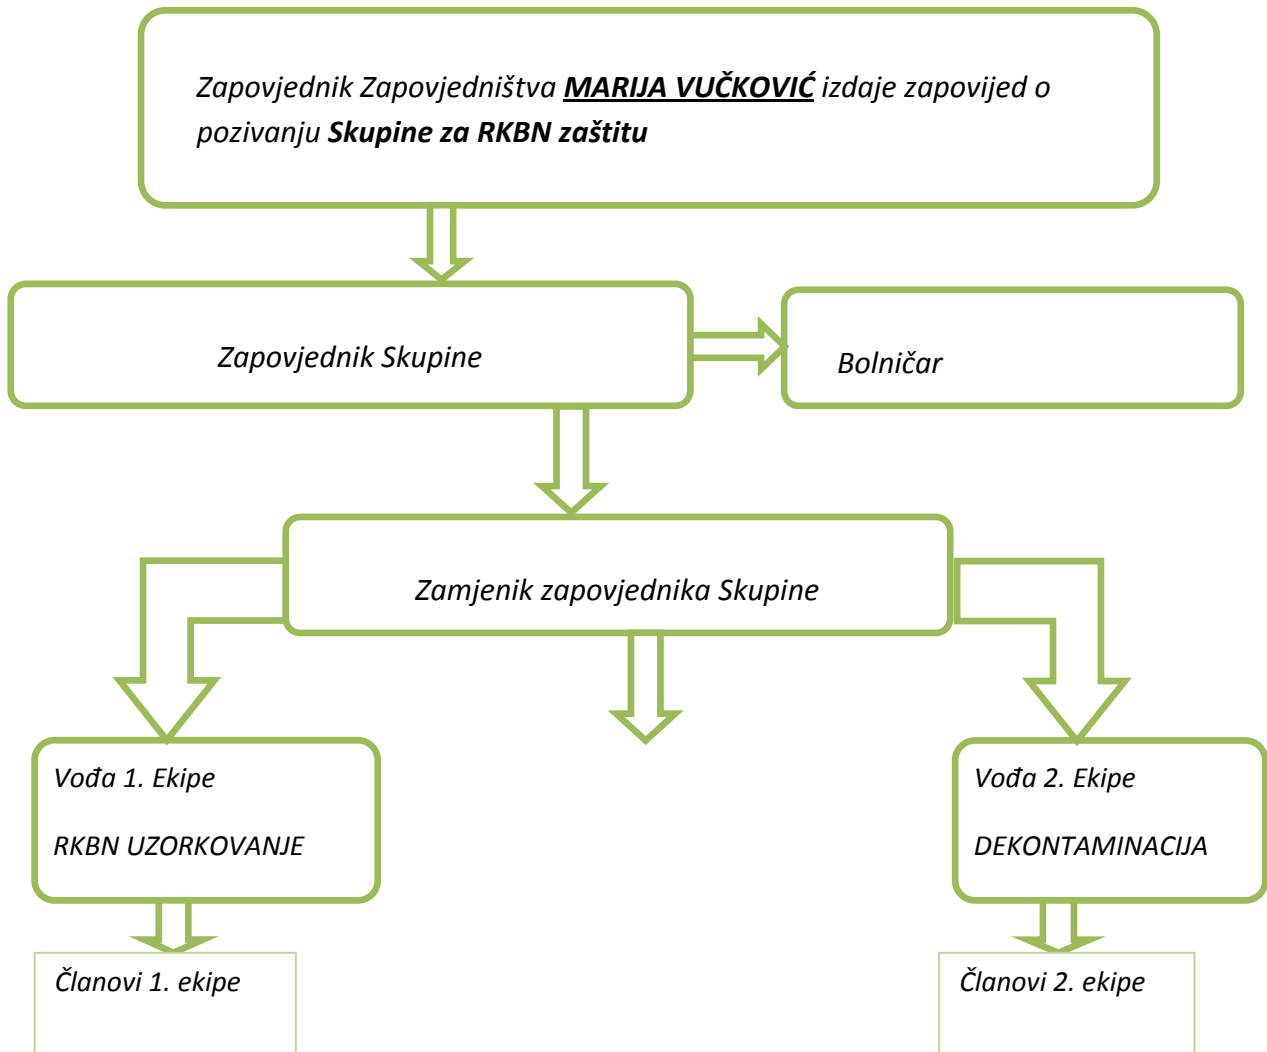 Zapovjednik Zapovjedništva MARIJA VUČKOVIĆ izdaje zapovijed o
pozivanju Skupine za RKBN zaštitu
Zapovjednik Skupine
Bolničar
Zamjenik zapovjednika Skupine
Vođa 1. Ekipe
RKBN UZORKOVANJE
Vođa 2. Ekipe
DEKONTAMINACIJA
Članovi 1. ekipe
Članovi 2. ekipe